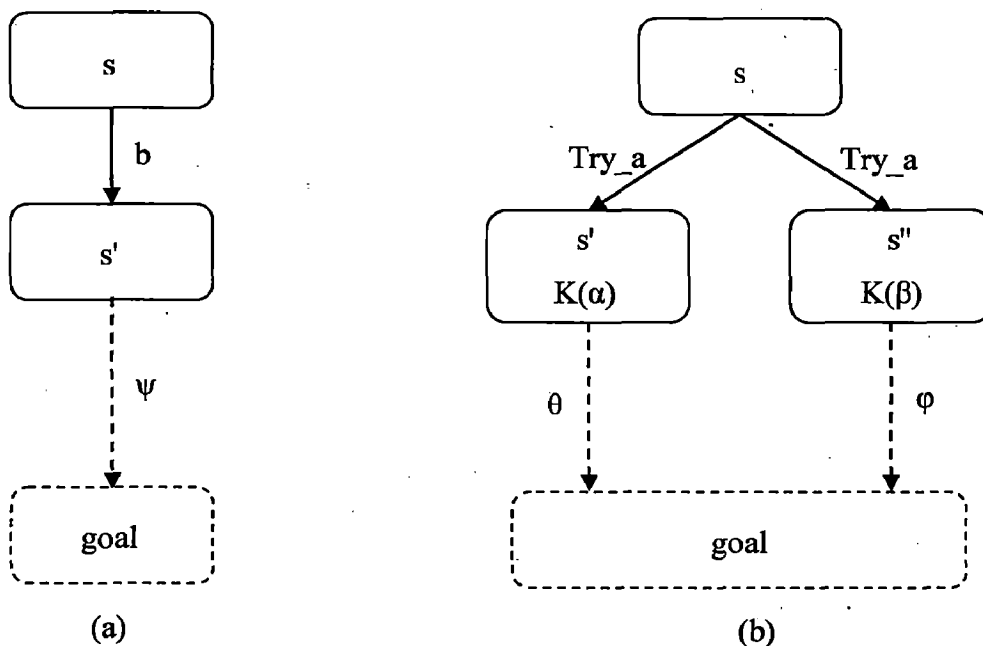 s
b
s'
ψ
goal
(a)
s
Try_a Try_a
s' s"
K(α) K(β)
θ φ
goal
(b)